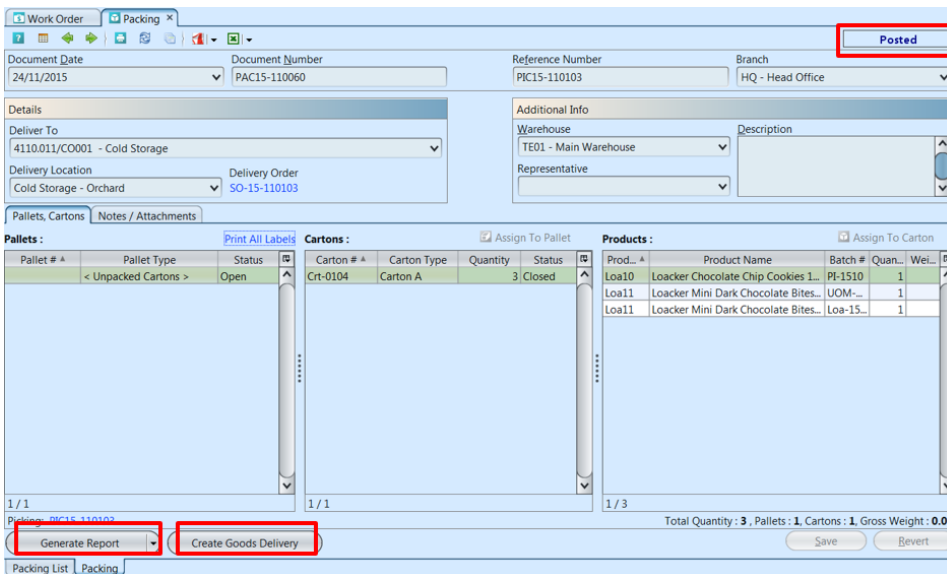 Work Order Packing ×
Posted
Document Date Document Number Reference Number Branch
24/11/2015 PAC15-110060 PIC15-110103 HQ - Head Office
Details Additional Info
Deliver To Warehouse Description
4110.011/CO001 - Cold Storage TE01 - Main Warehouse
Delivery Location Delivery Order Representative
Cold Storage - Orchard SO-15-110103
Pallets, Cartons Notes / Attachments
Pallets : Print All Labels Cartons : Assign To Pallet Products : Assign To Carton
Pallet # Pallet Type Status Carton # Carton Type Quantity Status Prod... Product Name Batch # Quan... Wei...
< Unpacked Cartons > Open Crt-0104 Carton A 3 Closed Loa10 Loacker Chocolate Chip Cookies 1... PI-1510 1
Loa11 Loacker Mini Dark Chocolate Bites... UOM-... 1
Loa11 Loacker Mini Dark Chocolate Bites... Loa-15... 1
1 / 1 1 / 1 1 / 3
Picking: PIC15-110103 Total Quantity : 3 , Pallets : 1, Cartons : 1, Gross Weight : 0.0
Generate Report Create Goods Delivery Save Revert
Packing List Packing